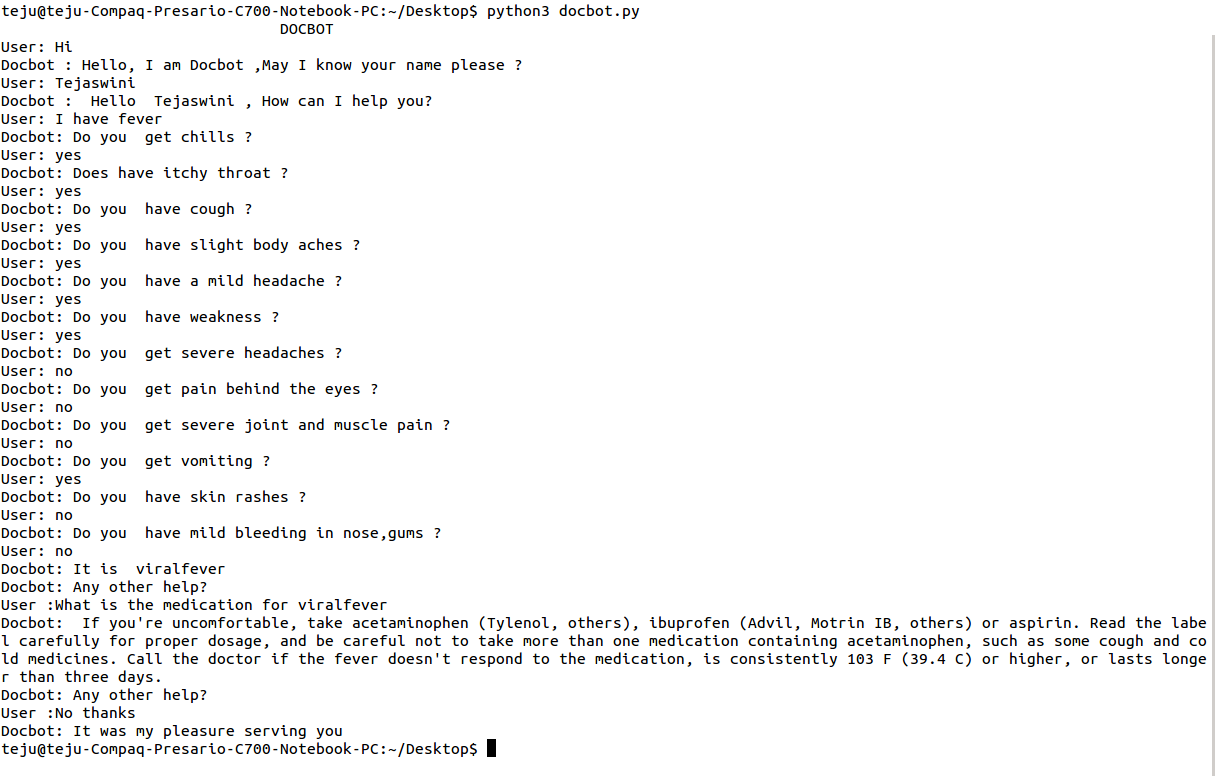 teju@teju-Compaq-Presario-C700-Notebook-PC:~/Desktop$ python3 docbot.py
                               DOCBOT
User: Hi
Docbot : Hello, I am Docbot ,May I know your name please ?
User: Tejaswini
Docbot :  Hello  Tejaswini , How can I help you?
User: I have fever
Docbot: Do you  get chills ?
User: yes
Docbot: Does have itchy throat ?
User: yes
Docbot: Do you  have cough ?
User: yes
Docbot: Do you  have slight body aches ?
User: yes
Docbot: Do you  have a mild headache ?
User: yes
Docbot: Do you  have weakness ?
User: yes
Docbot: Do you  get severe headaches ?
User: no
Docbot: Do you  get pain behind the eyes ?
User: no
Docbot: Do you  get severe joint and muscle pain ?
User: no
Docbot: Do you  get vomiting ?
User: yes
Docbot: Do you  have skin rashes ?
User: no
Docbot: Do you  have mild bleeding in nose,gums ?
User: no
Docbot: It is  viralfever
Docbot: Any other help?
User :What is the medication for viralfever
Docbot:  If you're uncomfortable, take acetaminophen (Tylenol, others), ibuprofen (Advil, Motrin IB, others) or aspirin. Read the labe
l carefully for proper dosage, and be careful not to take more than one medication containing acetaminophen, such as some cough and co
ld medicines. Call the doctor if the fever doesn't respond to the medication, is consistently 103 F (39.4 C) or higher, or lasts longe
r than three days.
Docbot: Any other help?
User :No thanks
Docbot: It was my pleasure serving you
teju@teju-Compaq-Presario-C700-Notebook-PC:~/Desktop$